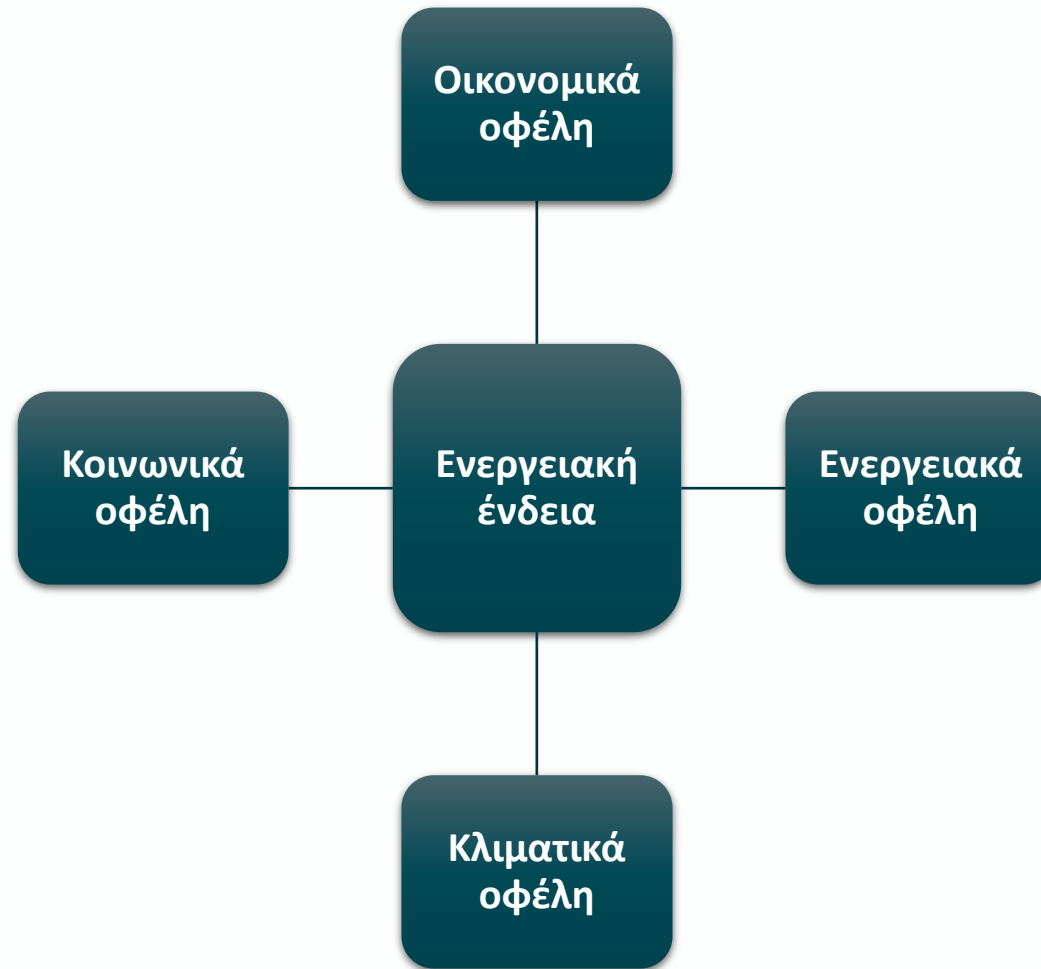 Οικονομικά
οφέλη
Κοινωνικά
οφέλη
Ενεργειακή
ένδεια
Ενεργειακά
οφέλη
Κλιματικά
οφέλη